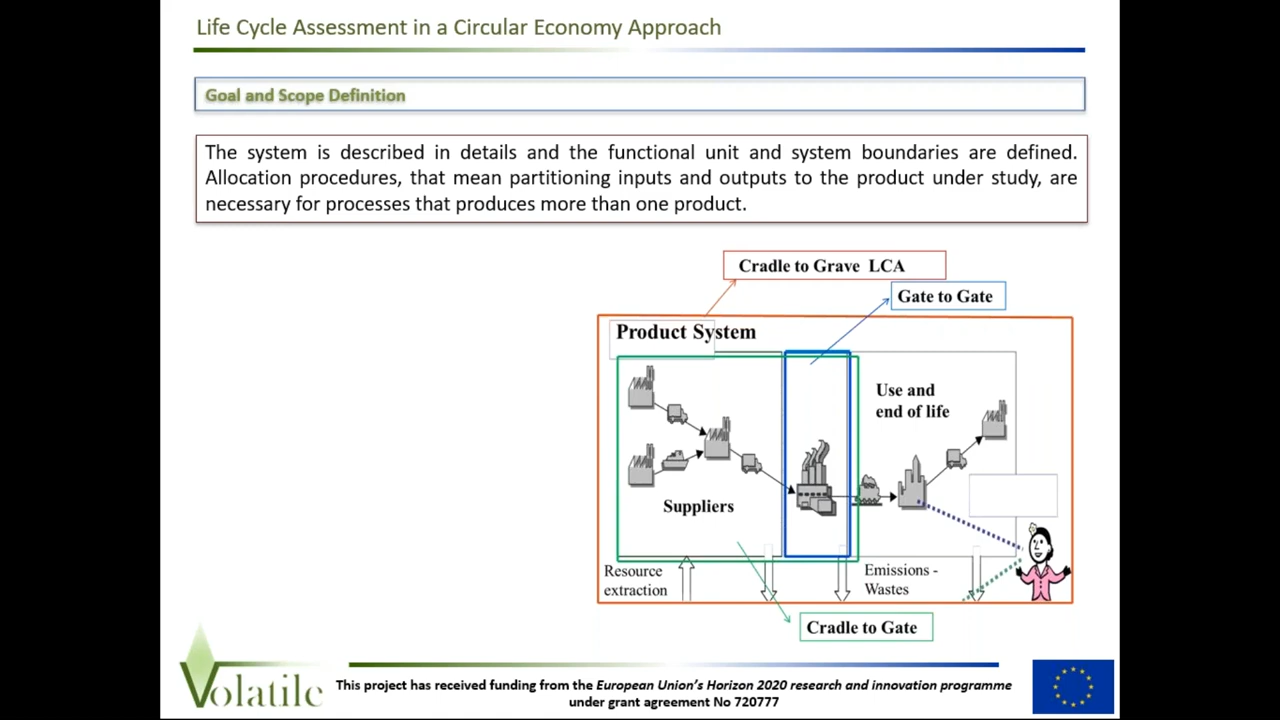 Life Cycle Assessment in a Circular Economy Approach
Goal and Scope Definition
The system is described in details and the functional unit and system boundaries are defined.
Allocation procedures, that mean partitioning inputs and outputs to the product under study, are
necessary for processes that produces more than one product.
Cradle to Grave LCA
Gate to Gate
Product System
Use and
end of life
Suppliers
Resource
extraction
Emissions -
Wastes
Cradle to Gate
Volatile
This project has received funding from the European Union's Horizon 2020 research and innovation programme
under grant agreement No 720777